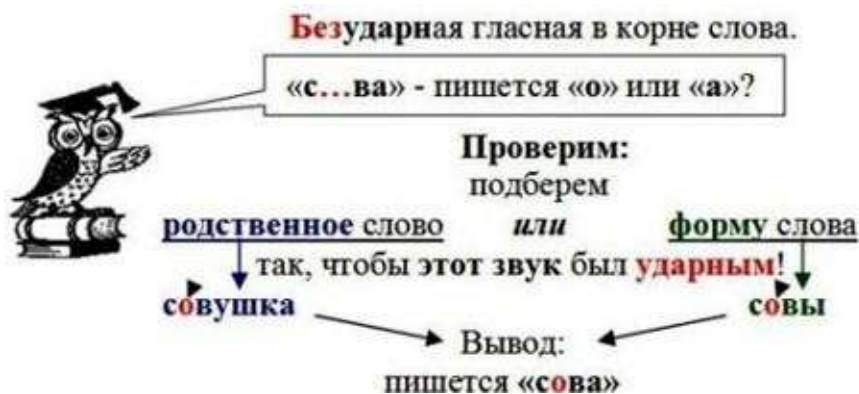 Безударная гласная в корне слова.
«с...ва» - пишется «о» или «а»?
Проверим:
подберем
родственное слово или форму слова
так, чтобы этот звук был ударным!
совушка совы
Вывод:
пишется «сова»